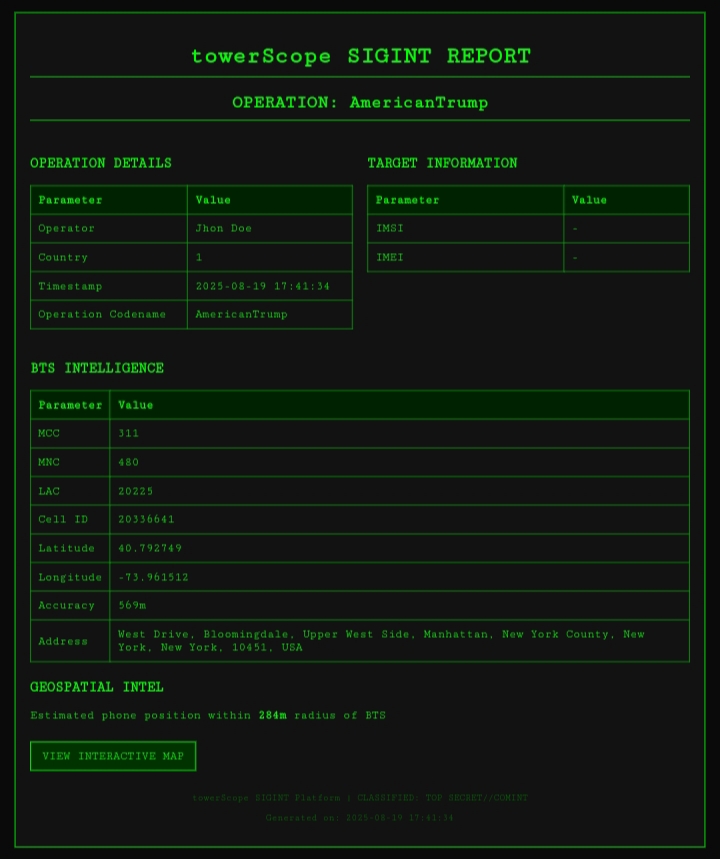 towerScope SIGINT REPORT
OPERATION: AmericanTrump
OPERATION DETAILS
Parameter Value
Operator Jhon Doe
Country 1
Timestamp 2025-08-19 17:41:34
Operation Codename AmericanTrump
TARGET INFORMATION
Parameter Value
IMSI -
IMEI -
BTS INTELLIGENCE
Parameter Value
MCC 311
MNC 480
LAC 20225
Cell ID 20336641
Latitude 40.792749
Longitude -73.961512
Accuracy 569m
Address West Drive, Bloomingdale, Upper West Side, Manhattan, New York County, New
York, New York, 10451, USA
GEOSPATIAL INTEL
Estimated phone position within 284m radius of BTS
VIEW INTERACTIVE MAP
towerScope SIGINT Platform | CLASSIFIED: TOP SECRET//COMINT
Generated on: 2025-08-19 17:41:34